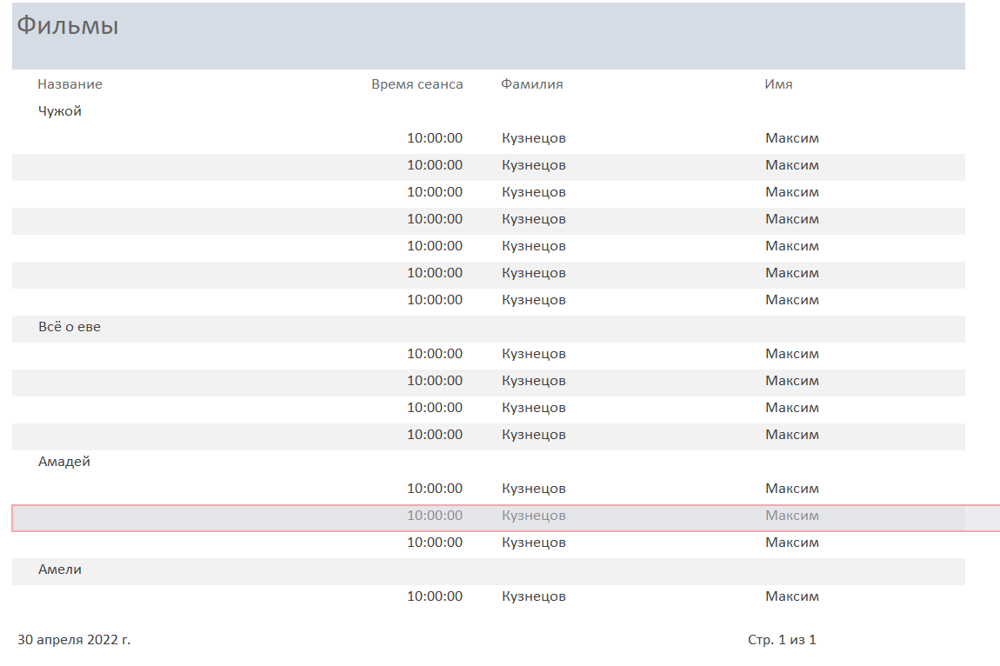 Фильмы
Название Время сеанса Фамилия Имя
Чужой
10:00:00 Кузнецов Максим
10:00:00 Кузнецов Максим
10:00:00 Кузнецов Максим
10:00:00 Кузнецов Максим
10:00:00 Кузнецов Максим
10:00:00 Кузнецов Максим
10:00:00 Кузнецов Максим
Всё о еве
10:00:00 Кузнецов Максим
10:00:00 Кузнецов Максим
10:00:00 Кузнецов Максим
10:00:00 Кузнецов Максим
Амадей
10:00:00 Кузнецов Максим
10:00:00 Кузнецов Максим
10:00:00 Кузнецов Максим
Амели
10:00:00 Кузнецов Максим
30 апреля 2022 г. Стр. 1 из 1